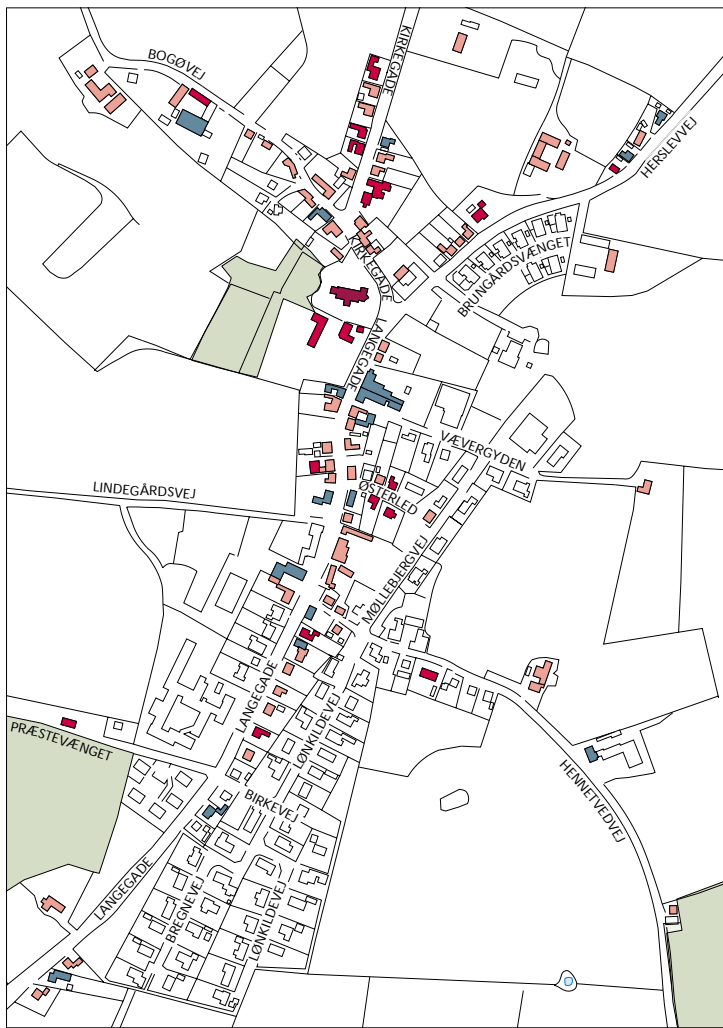 BOGØVEJ
KIRKEGADE
HERSLEVVEJ
KIRKEGADE
BRUNGÅRDSVÆNGET
LANGEGADE
VÆVERGYDEN
LINDEGÅRDSVEJ
ØSTERLED
MØLLEBJERGVEJ
LANGEGADE
LØNKILDEVEJ
PRÆSTEVÆNGET
HENNETVEDVEJ
BIRKEVEJ
LANGEGADE
BREGNEVEJ
LØNKILDEVEJ